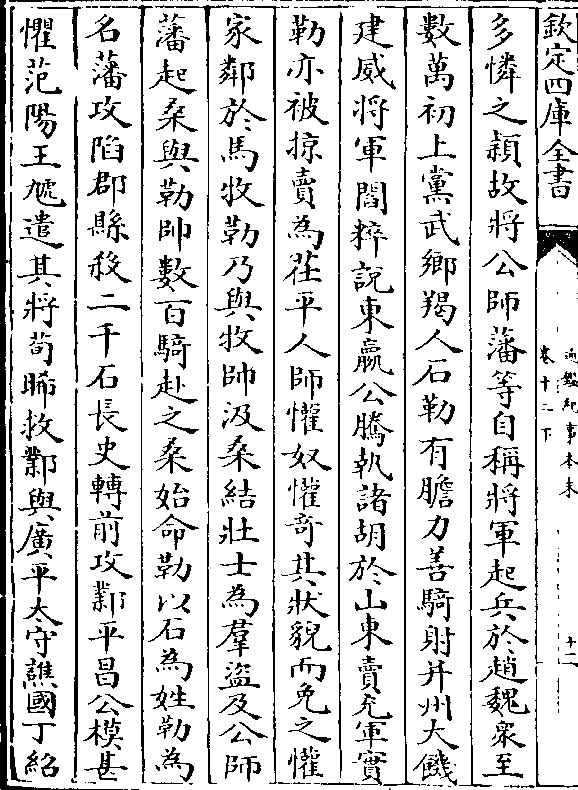 欽定四庫全書
通鑑紀事本末
卷十三下
十二
多憐之頴故將公師藩等自稱將軍起兵於趙魏衆至
數萬初上黨武鄉羯人石勒有膽力善騎射并州大饑
建威將軍閻粹說東嬴公騰執諸胡於山東賣充軍實
勒亦被掠賣為茌平人師懽奴懽奇其狀貌而免之懽
家鄰於馬牧勒乃與牧帥汲桑結壯士為羣盜及公師
藩起桑與勒帥數百騎赴之桑始命勒以石為姓勒為
名藩攻陷郡縣殺二千石長史轉前攻鄴平昌公模甚
懼范陽王虓遣其將茍晞救鄴與廣平太守譙國丁紹